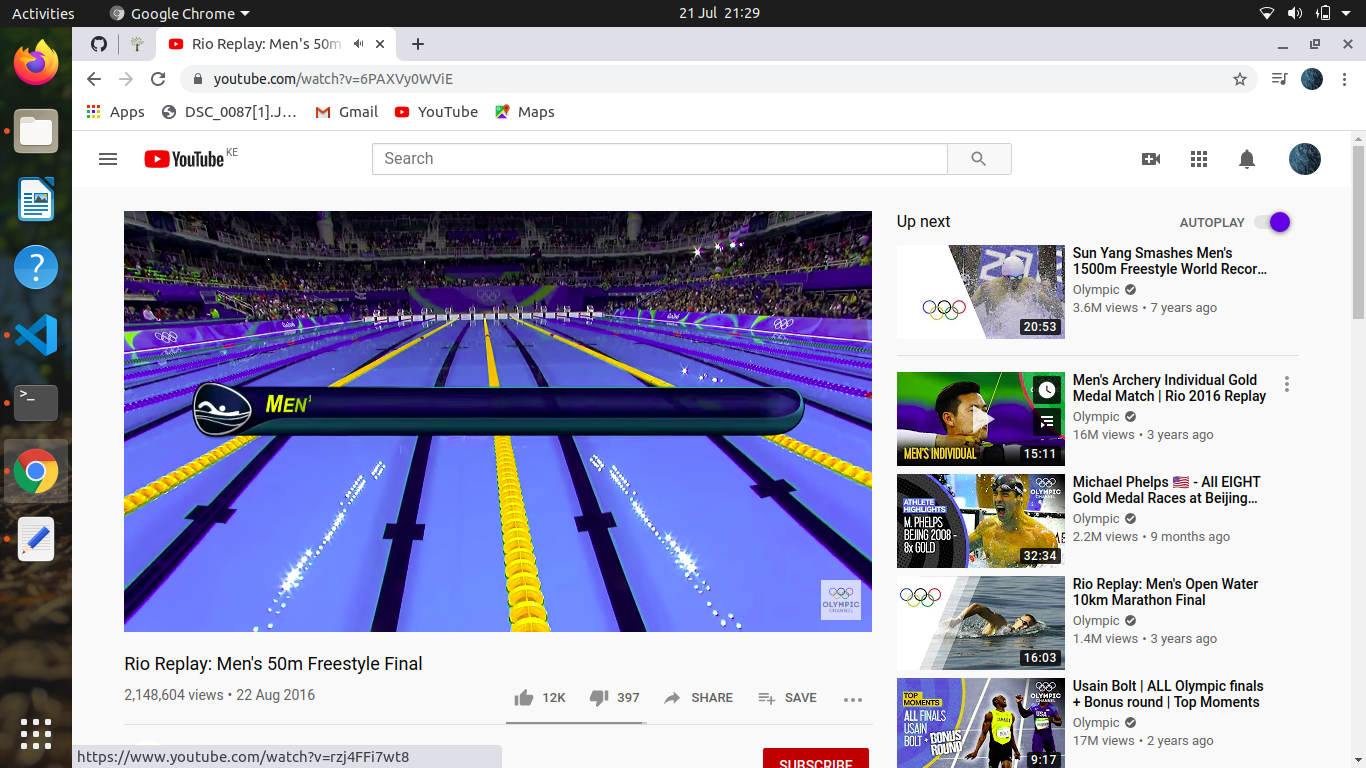 Activities
Google Chrome
21 Jul 21:29
Rio Replay: Men's 50m
youtube.com/watch?v=6PAXVy0WViE
Apps
DSC_0087[1].J...
Gmail
YouTube
Maps
YouTube KE
Search
MEN'
OLYMPIC
CHANNEL
Rio Replay: Men's 50m Freestyle Final
2,148,604 views • 22 Aug 2016
12K
397
SHARE
SAVE
SUBSCRIBE
Up next
AUTOPLAY
20:53
Sun Yang Smashes Men's
1500m Freestyle World Recor...
Olympic
3.6M views • 7 years ago
MEN'S INDIVIDUAL
15:11
Men's Archery Individual Gold
Medal Match | Rio 2016 Replay
Olympic
16M views • 3 years ago
ATHLETE
HIGHLIGHTS
M. PHELPS
BEIJING 2008 -
8x GOLD
OLYMPIC
CHANNEL
32:34
Michael Phelps 🇺🇸 - All EIGHT
Gold Medal Races at Beijing...
Olympic
2.2M views • 9 months ago
16:03
Rio Replay: Men's Open Water
10km Marathon Final
Olympic
1.4M views • 3 years ago
TOP
MOMENTS
ALL FINALS
USAIN
BOLT + BONUS
ROUND
OLYMPIC
CHANNEL
9:17
Usain Bolt | ALL Olympic finals
+ Bonus round | Top Moments
Olympic
17M views • 2 years ago
https://www.youtube.com/watch?v=rzj4FFi7wt8